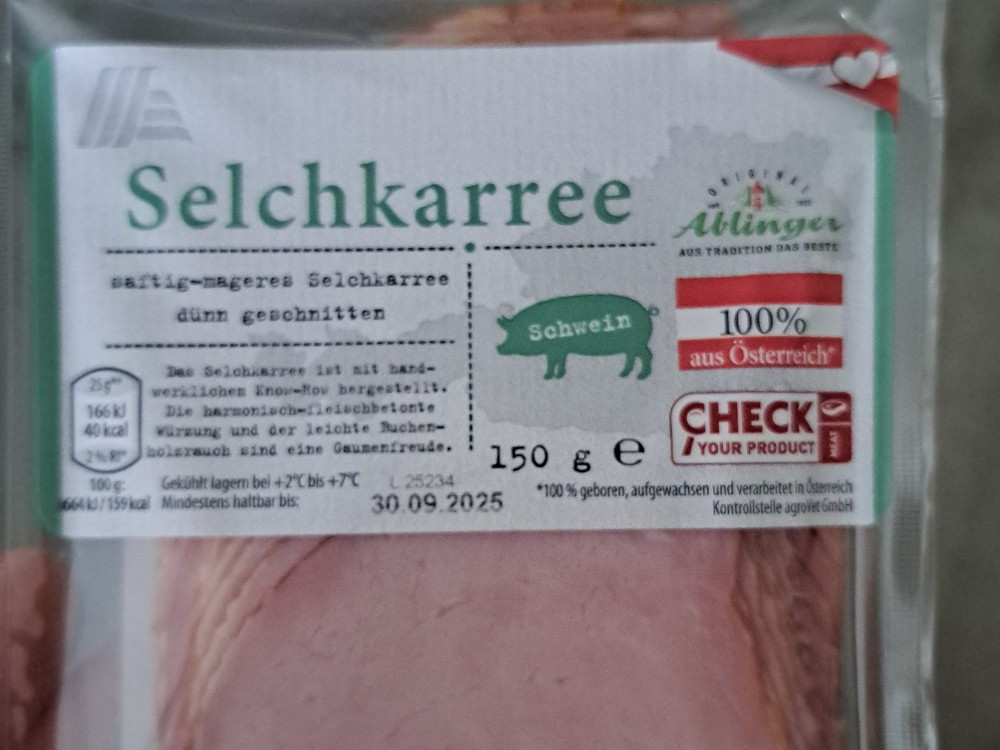 Selchkarree
saftig-mageres Selchkarree
dünn geschnitten
Das Selchkarree ist mit hand-
werklichem Know-How hergestellt.
Die harmonisch-fleischbetonte
Würzung und der leichte Buchen-
holzrauch sind eine Gaumenfreude.
25g**
166 kJ
40 kcal
2 % RI*
100 g:
664 kJ / 159 kcal
Gekühlt lagern bei +2°C bis +7°C
L 25234
Mindestens haltbar bis:
30.09.2025
Schwein
150 g e
ORIGINAL
Ablinger
AUS TRADITION DAS BESTE
100%
aus Österreich*
CHECK
YOUR PRODUCT
MEAT
*100 % geboren, aufgewachsen und verarbeitet in Österreich
Kontrollstelle agroVet GmbH